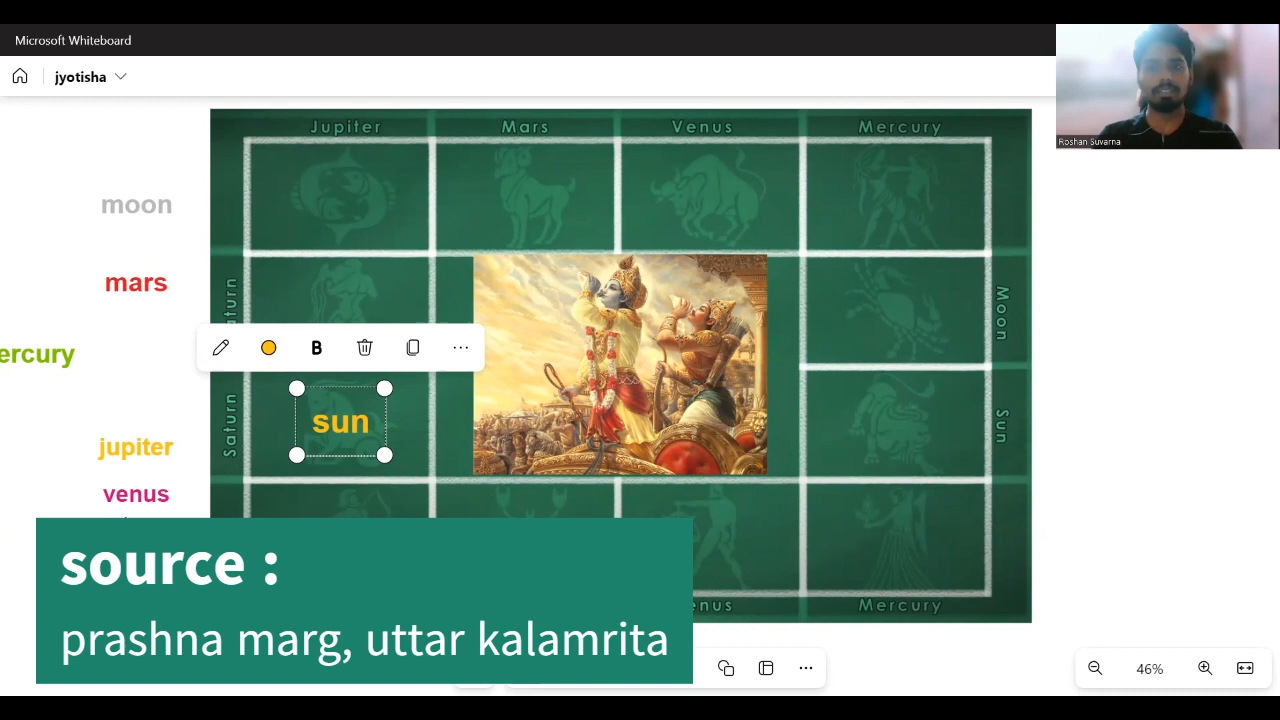 Microsoft Whiteboard
jyotisha
Roshan Suvarna
Jupiter
Mars
Venus
Mercury
moon
mars
ercury
jupiter
venus
aturn
Saturn
Moon
Sun
sun
enus
Mercury
source :
prashna marg, uttar kalamrita
B
46%